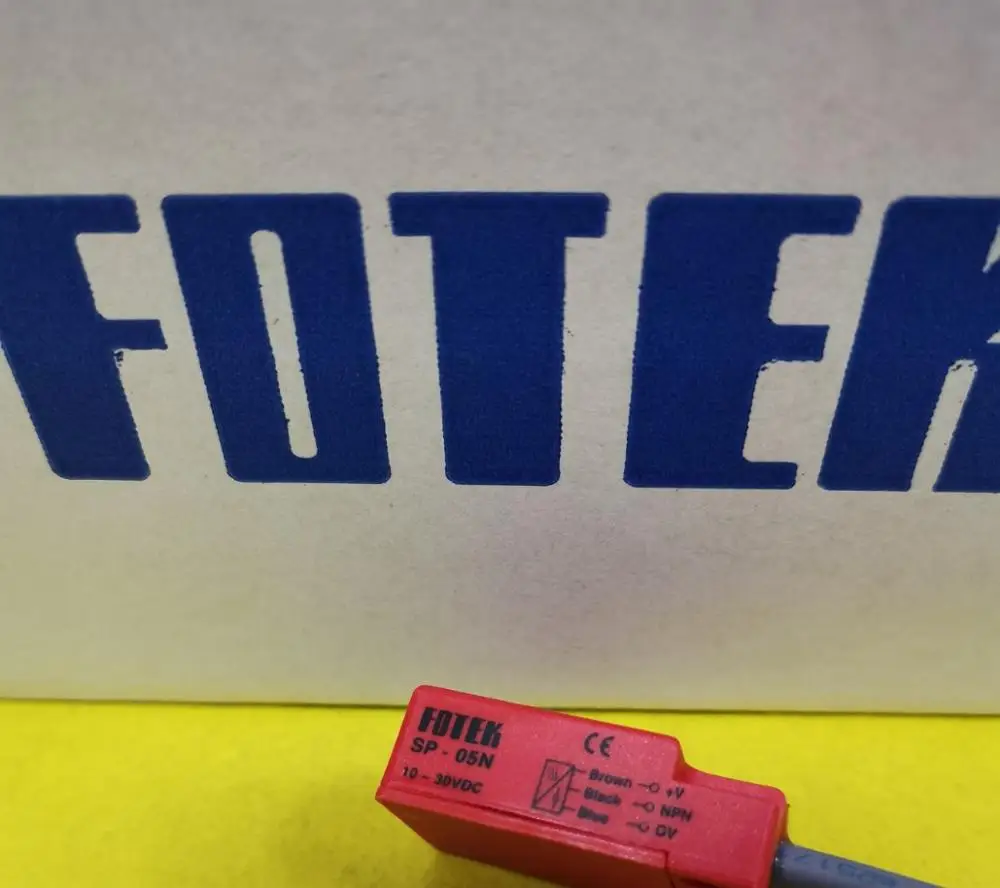 FOTEK
FOTEK
SP - 05N
10 ~ 30VDC
CE
Brown +V
Black NPN
Blue 0V